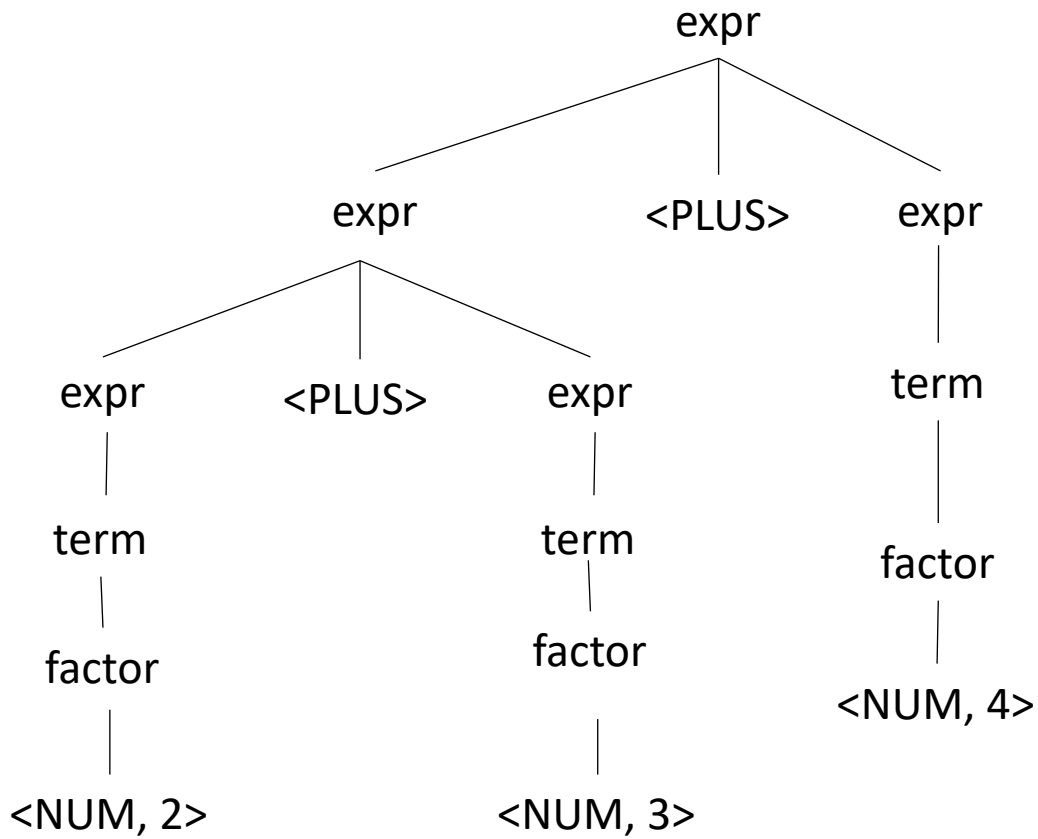 expr
expr <PLUS> expr
expr <PLUS> expr term
term term factor
factor factor <NUM, 4>
<NUM, 2> <NUM, 3>